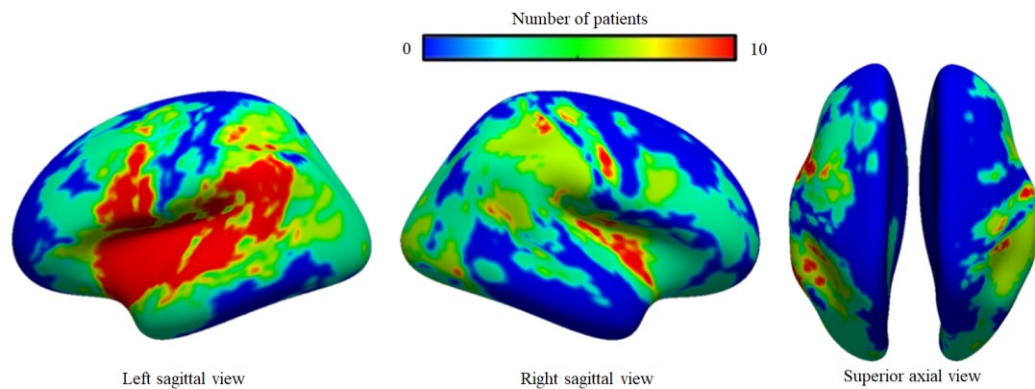 Number of patients
0
10
Left sagittal view
Right sagittal view
Superior axial view